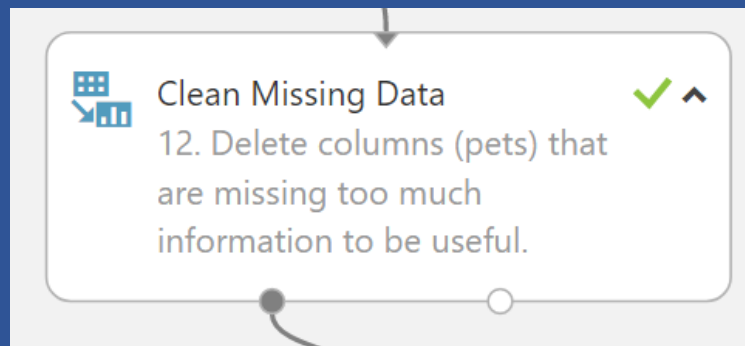 Clean Missing Data
12. Delete columns (pets) that
are missing too much
information to be useful.